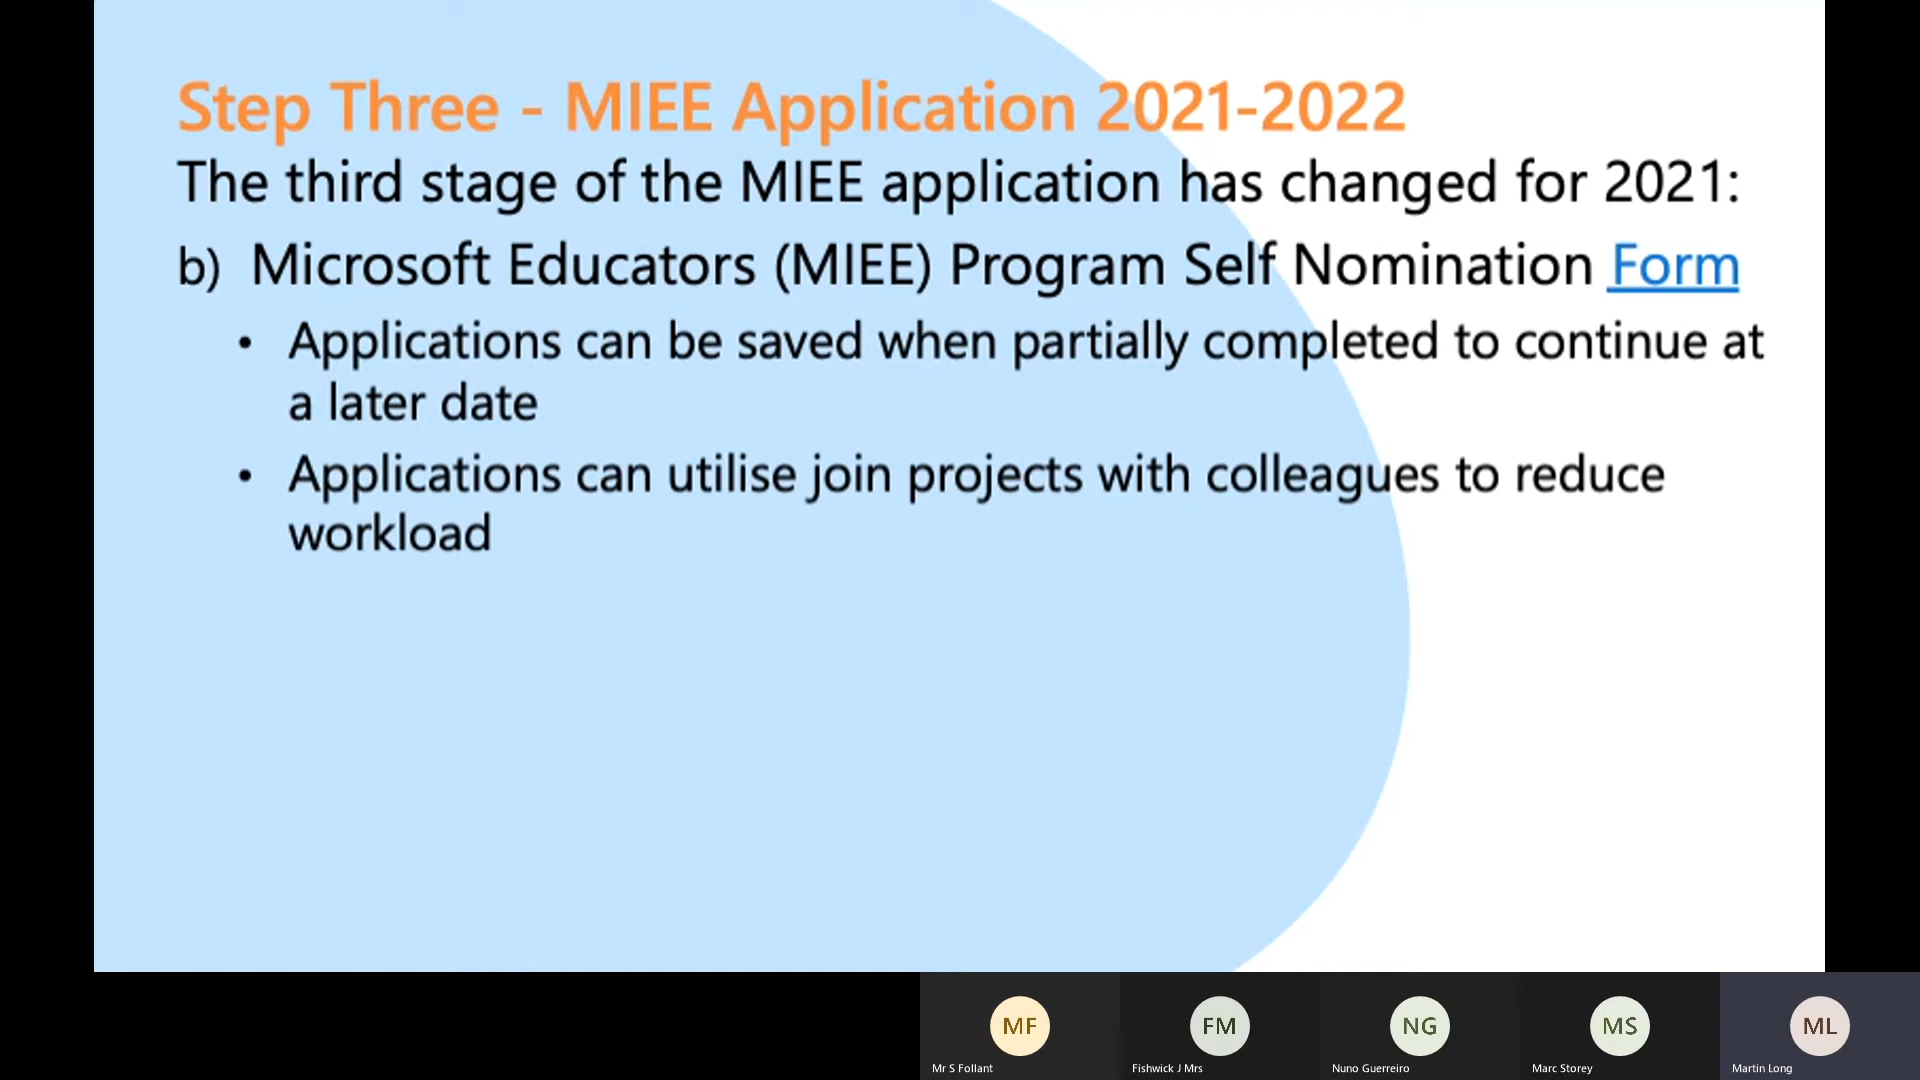 Step Three - MIEE Application 2021-2022
The third stage of the MIEE application has changed for 2021:
b) Microsoft Educators (MIEE) Program Self Nomination Form
• Applications can be saved when partially completed to continue at
a later date
• Applications can utilise join projects with colleagues to reduce
workload
MF
FM
NG
MS
ML
Mr S Follant
Fishwick J Mrs
Nuno Guerreiro
Marc Storey
Martin Long